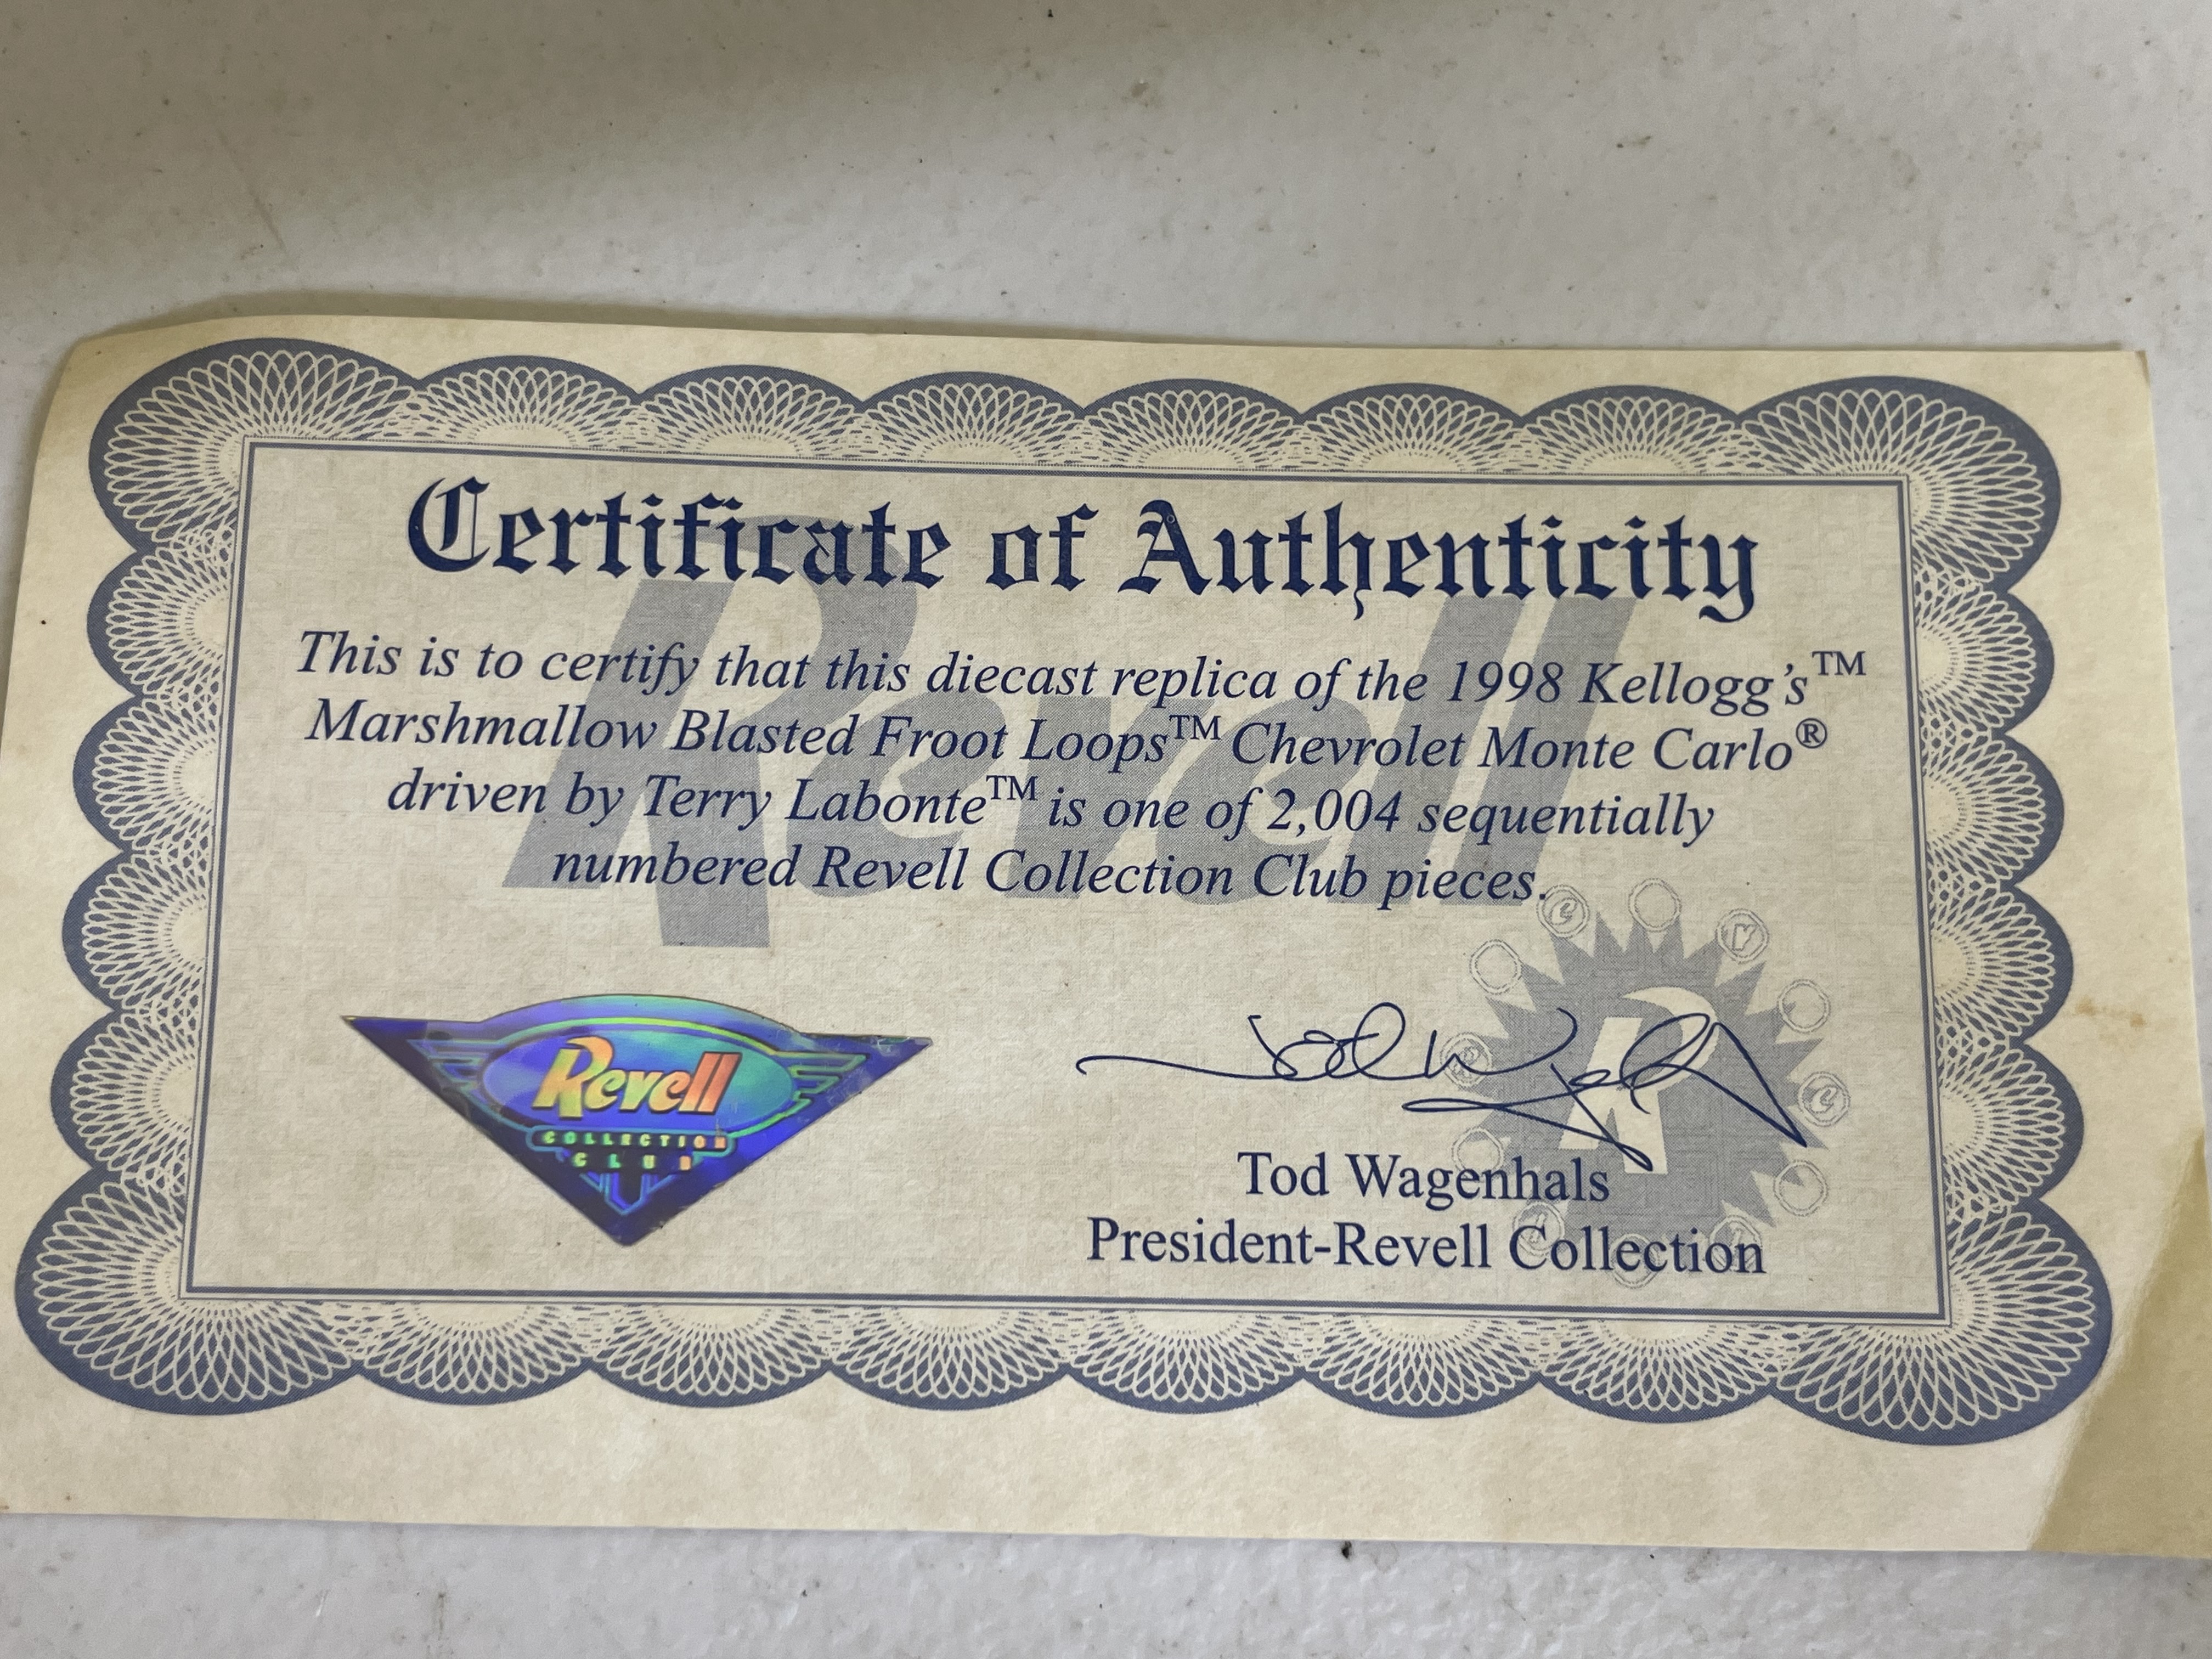 Certificate of Authenticity
This is to certify that this diecast replica of the 1998 Kellogg's™
Marshmallow Blasted Froot Loops™ Chevrolet Monte Carlo®
driven by Terry Labonte™ is one of 2,004 sequentially
numbered Revell Collection Club pieces.
Revell
Revell
COLLECTION
CLUB
Tod Wagenhals
President-Revell Collection